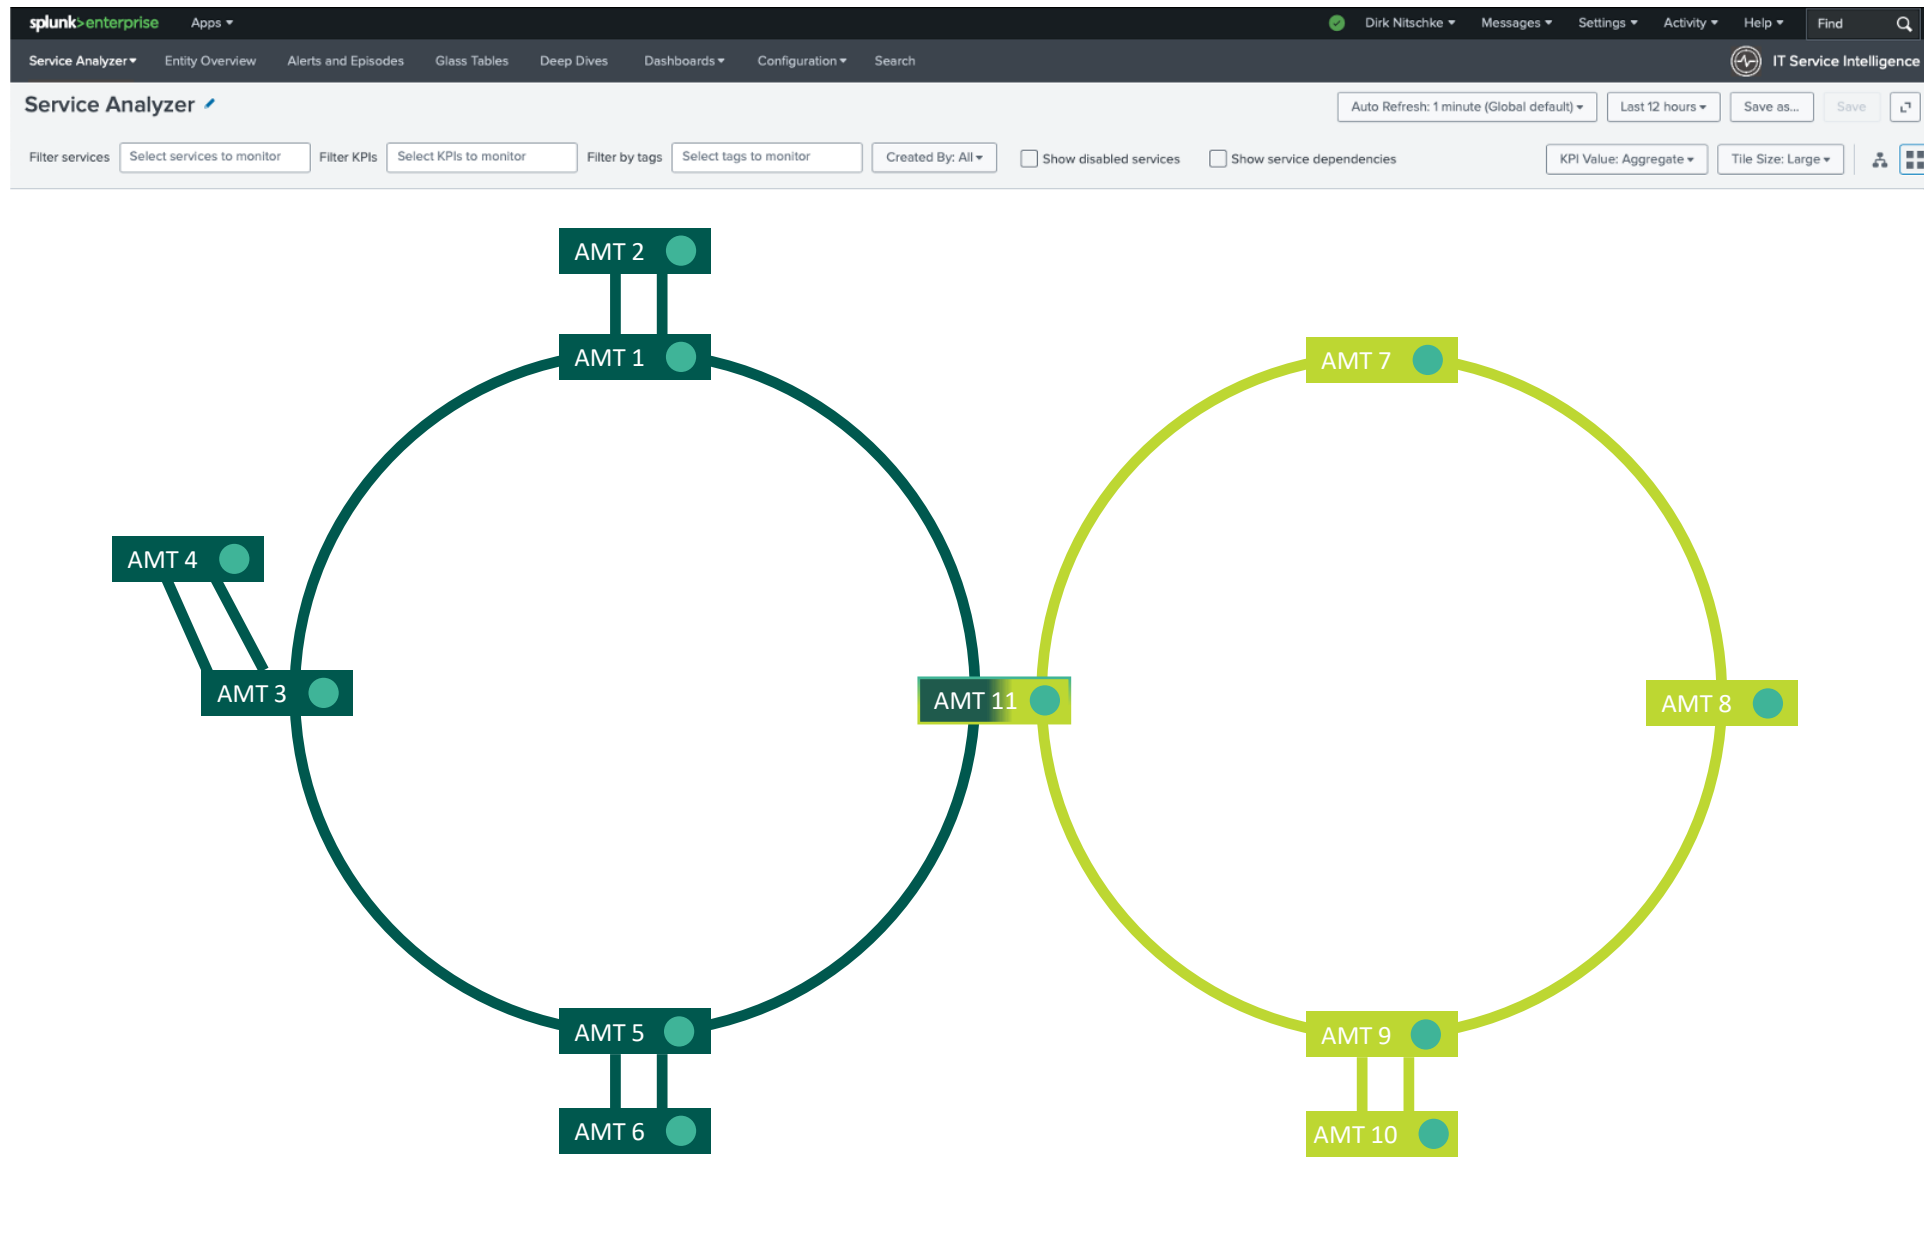 splunk>enterprise Apps Dirk Nitschke Messages Settings Activity Help Find
Service Analyzer Entity Overview Alerts and Episodes Glass Tables Deep Dives Dashboards Configuration Search IT Service Intelligence
Service Analyzer Auto Refresh: 1 minute (Global default) Last 12 hours Save as... Save
Filter services Select services to monitor Filter KPIs Select KPIs to monitor Filter by tags Select tags to monitor Created By: All Show disabled services Show service dependencies KPI Value: Aggregate Tile Size: Large
AMT 2
AMT 1
AMT 7
AMT 4
AMT 3
AMT 11
AMT 8
AMT 5
AMT 9
AMT 6
AMT 10